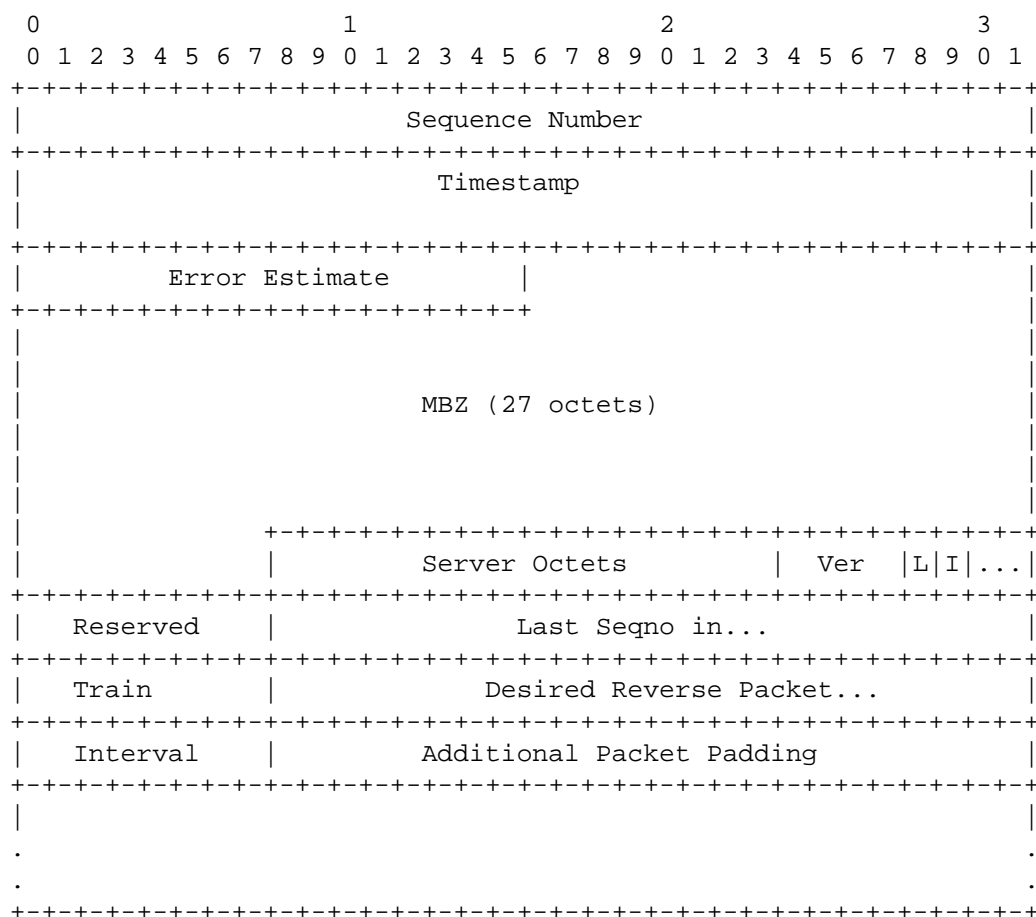 0                   1                   2                   3
 0 1 2 3 4 5 6 7 8 9 0 1 2 3 4 5 6 7 8 9 0 1 2 3 4 5 6 7 8 9 0 1
+-+-+-+-+-+-+-+-+-+-+-+-+-+-+-+-+-+-+-+-+-+-+-+-+-+-+-+-+-+-+-+-+
|                        Sequence Number                        |
+-+-+-+-+-+-+-+-+-+-+-+-+-+-+-+-+-+-+-+-+-+-+-+-+-+-+-+-+-+-+-+-+
|                          Timestamp                            |
|                                                               |
+-+-+-+-+-+-+-+-+-+-+-+-+-+-+-+-+-+-+-+-+-+-+-+-+-+-+-+-+-+-+-+-+
|         Error Estimate        |                               |
+-+-+-+-+-+-+-+-+-+-+-+-+-+-+-+-+                               |
|                                                               |
|                                                               |
|                         MBZ (27 octets)                       |
|                                                               |
|                                                               |
|                                                               |
|               +-+-+-+-+-+-+-+-+-+-+-+-+-+-+-+-+-+-+-+-+-+-+-+-+
|               |         Server Octets         |  Ver  |L|I|...|
+-+-+-+-+-+-+-+-+-+-+-+-+-+-+-+-+-+-+-+-+-+-+-+-+-+-+-+-+-+-+-+-+
|   Reserved    |               Last Seqno in...                |
+-+-+-+-+-+-+-+-+-+-+-+-+-+-+-+-+-+-+-+-+-+-+-+-+-+-+-+-+-+-+-+-+
|   Train       |             Desired Reverse Packet...         |
+-+-+-+-+-+-+-+-+-+-+-+-+-+-+-+-+-+-+-+-+-+-+-+-+-+-+-+-+-+-+-+-+
|   Interval    |         Additional Packet Padding             |
+-+-+-+-+-+-+-+-+-+-+-+-+-+-+-+-+-+-+-+-+-+-+-+-+-+-+-+-+-+-+-+-+
|                                                               |
.                                                               .
.                                                               .
+-+-+-+-+-+-+-+-+-+-+-+-+-+-+-+-+-+-+-+-+-+-+-+-+-+-+-+-+-+-+-+-+